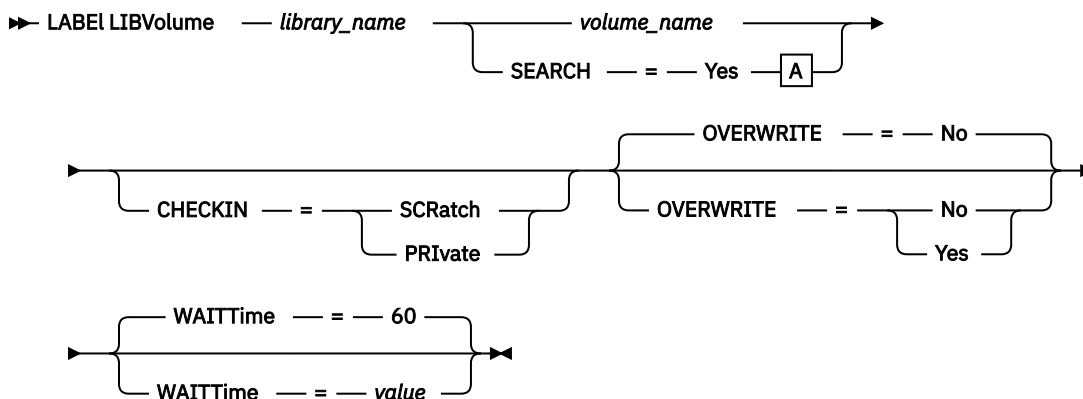 LABEl LIBVolume library_name volume_name
SEARCH = Yes A
OVERWRITE = No
CHECKIN = SCRatch
PRIvate
OVERWRITE = No
Yes
WAITTime = 60
WAITTime = value